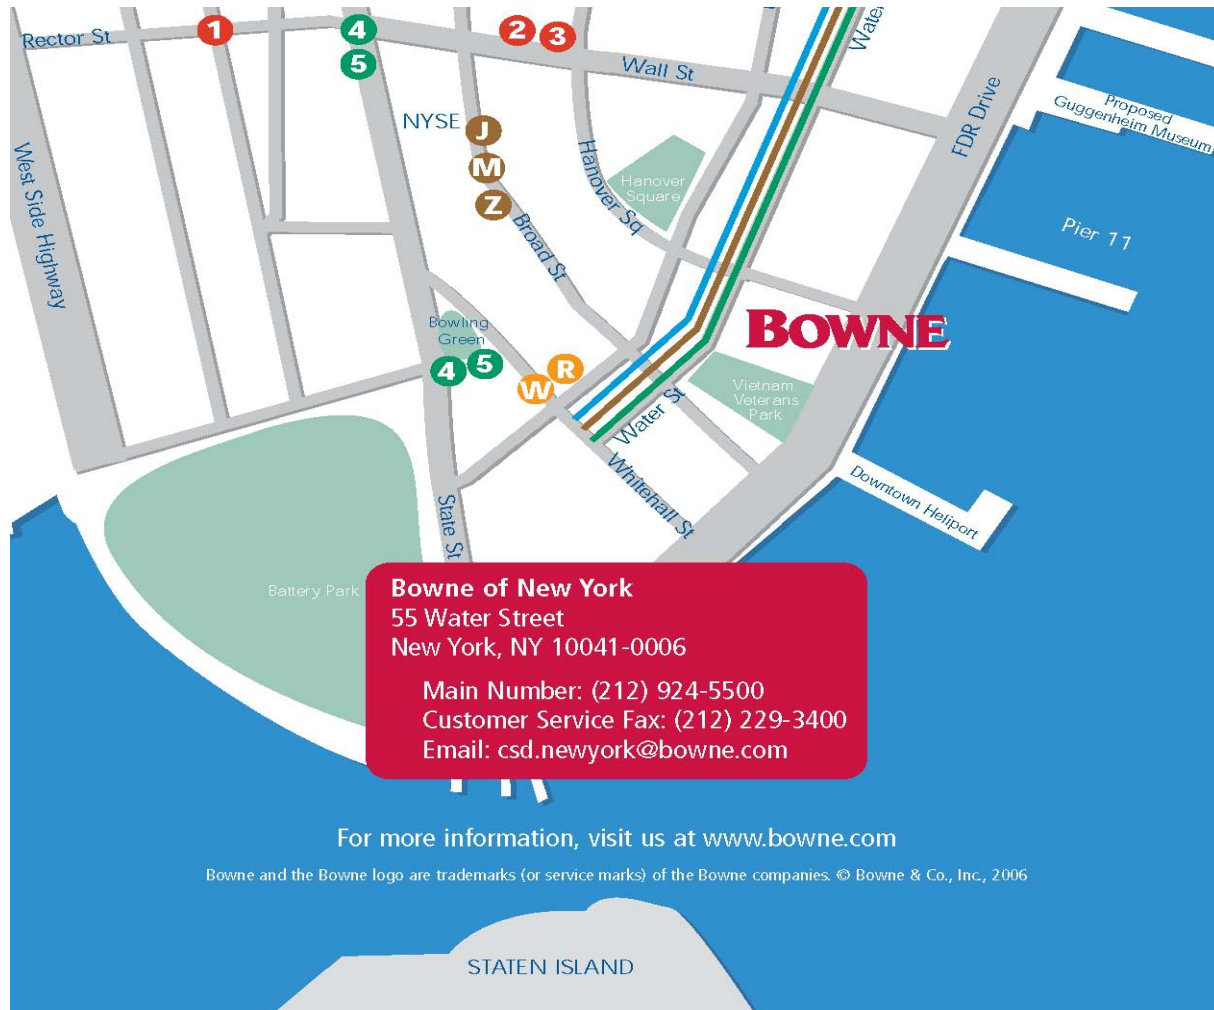 Rector St
1
4
5
2
3
Wall St
Water
FDR Drive
Proposed
Guggenheim Museum
NYSE
J
M
Z
West Side Highway
Hanover Sq
Hanover
Square
Broad St
Pier 11
Bowling
Green
4
5
W
R
BOWNE
Vietnam
Veterans
Park
Water St
Whitehall St
Downtown Heliport
State St
Battery Park
Bowne of New York
55 Water Street
New York, NY 10041-0006
Main Number: (212) 924-5500
Customer Service Fax: (212) 229-3400
Email: csd.newyork@bowne.com
For more information, visit us at www.bowne.com
Bowne and the Bowne logo are trademarks (or service marks) of the Bowne companies. © Bowne & Co., Inc., 2006
STATEN ISLAND